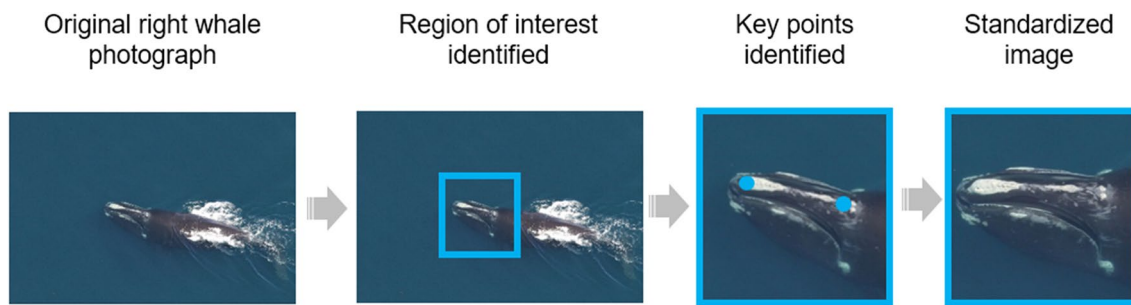 Original right whale
photograph
Region of interest
identified
Key points
identified
Standardized
image